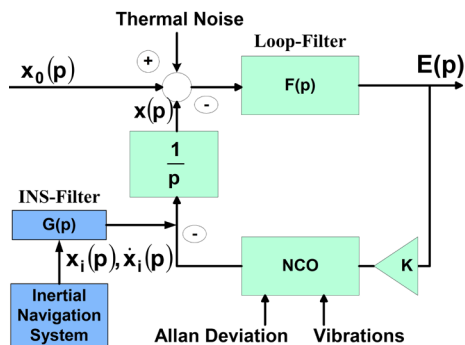 Thermal Noise
Loop-Filter
x₀(p)
+
-
F(p)
E(p)
x(p)
1
p
INS-Filter
G(p)
-
xᵢ(p),ẋᵢ(p)
NCO
K
Inertial
Navigation
System
Allan Deviation
Vibrations